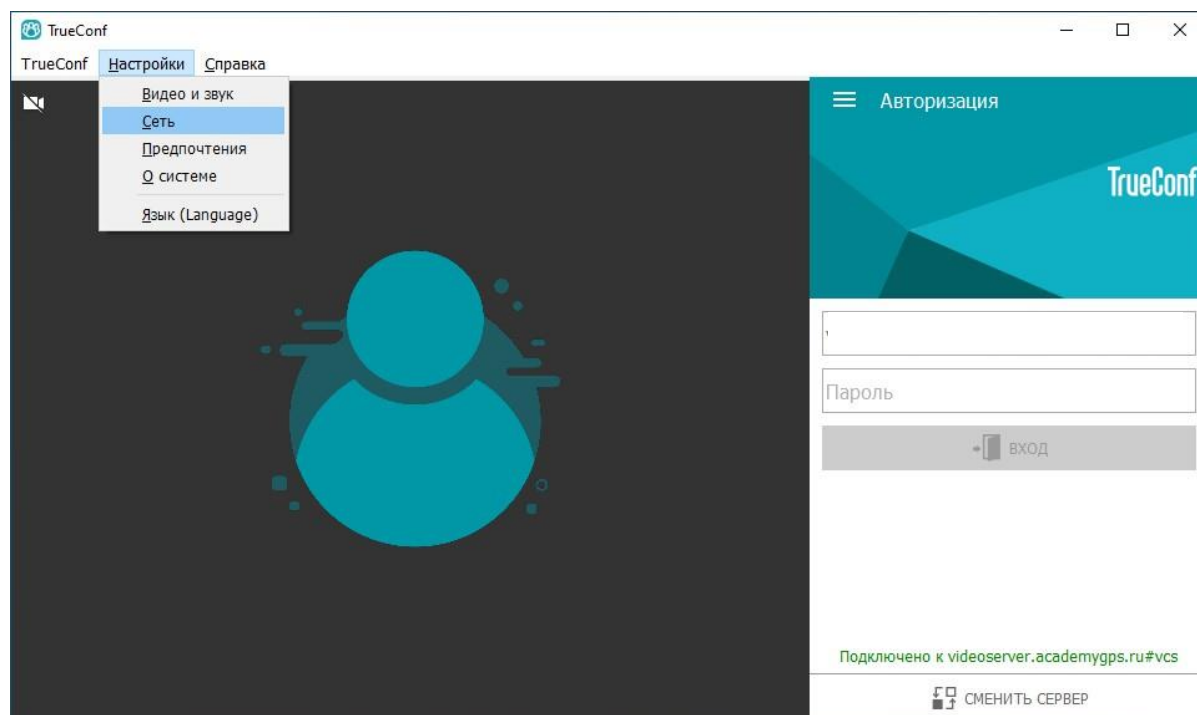 TrueConf
TrueConf Настройки Справка
Видео и звук
Сеть
Предпочтения
О системе
Язык (Language)
Авторизация
TrueConf
Пароль
ВХОД
Подключено к videoserver.academygps.ru#vcs
СМЕНИТЬ СЕРВЕР